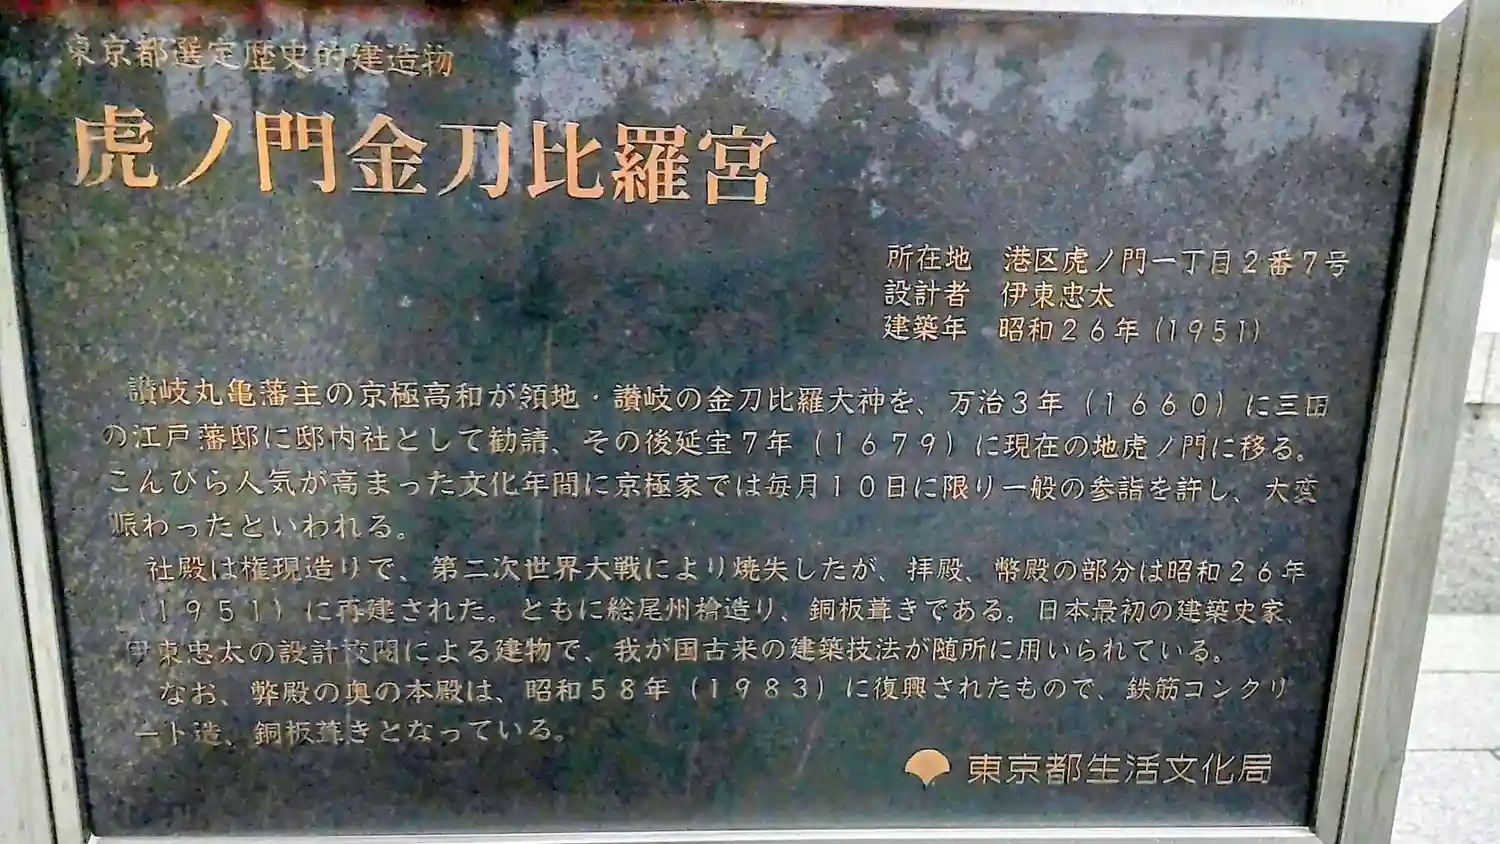 東京都選定歴史的建造物
虎ノ門金刀比羅宮
所在地　港区虎ノ門一丁目２番７号
設計者　伊東忠太
建築年　昭和２６年（１９５１）
讃岐丸亀藩主の京極高和が領地・讃岐の金刀比羅大神を、万治３年（１６６０）に三田
の江戸藩邸に邸内社として勧請、その後延宝７年（１６７９）に現在の地虎ノ門に移る。
こんぴら人気が高まった文化年間に京極家では毎月１０日に限り一般の参詣を許し、大変
賑わったといわれる。
社殿は権現造りで、第二次世界大戦により焼失したが、拝殿、幣殿の部分は昭和２６年
（１９５１）に再建された。ともに総尾州檜造り、銅板葺きである。日本最初の建築史家、
伊東忠太の設計校閲による建物で、我が国古来の建築技法が随所に用いられている。
なお、弊殿の奥の本殿は、昭和５８年（１９８３）に復興されたもので、鉄筋コンクリ
ート造、銅板葺きとなっている。
東京都生活文化局